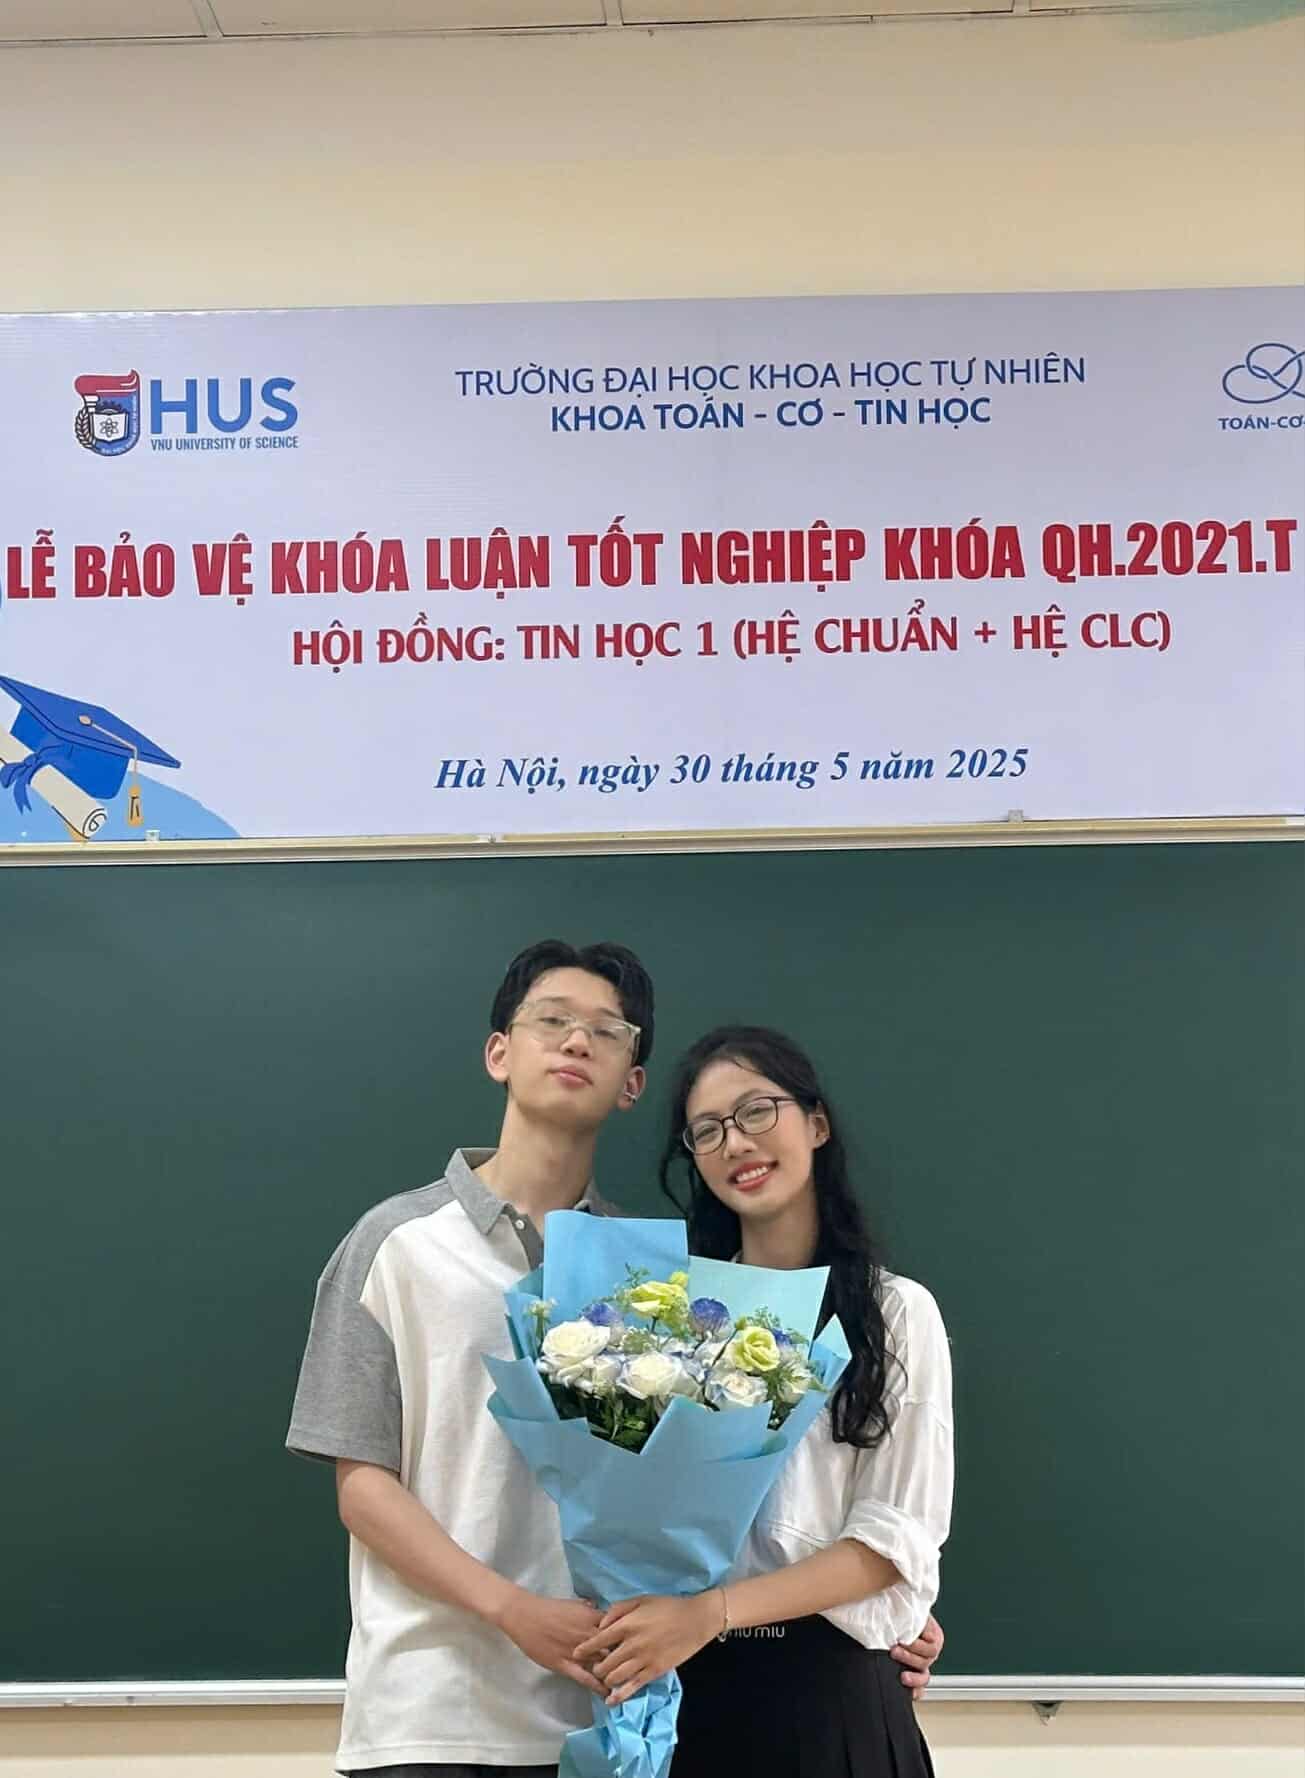 HUS
VNU UNIVERSITY OF SCIENCE
TRƯỜNG ĐẠI HỌC KHOA HỌC TỰ NHIÊN
KHOA TOÁN - CƠ - TIN HỌC
TOÁN-CƠ-
LỄ BẢO VỆ KHÓA LUẬN TỐT NGHIỆP KHÓA QH.2021.T
HỘI ĐỒNG: TIN HỌC 1 (HỆ CHUẨN + HỆ CLC)
Hà Nội, ngày 30 tháng 5 năm 2025
miu